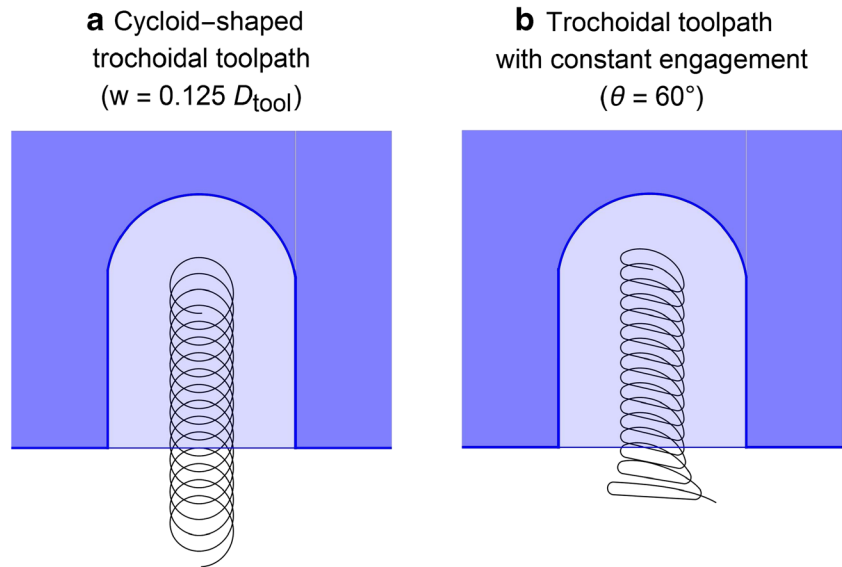 a Cycloid–shaped
trochoidal toolpath
(w = 0.125 Dtool)
b Trochoidal toolpath
with constant engagement
(θ = 60°)